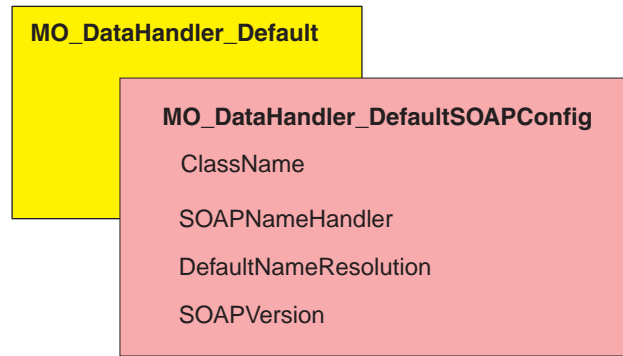 MO_DataHandler_Default
MO_DataHandler_DefaultSOAPConfig
ClassName
SOAPNameHandler
DefaultNameResolution
SOAPVersion